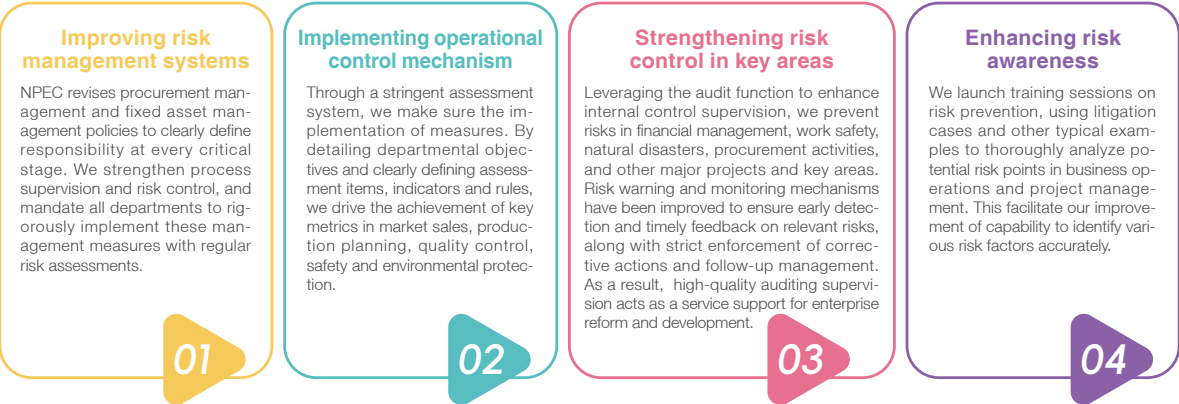 Improving risk
management systems
NPEC revises procurement man-
agement and fixed asset man-
agement policies to clearly define
responsibility at every critical
stage. We strengthen process
supervision and risk control, and
mandate all departments to rig-
orously implement these man-
agement measures with regular
risk assessments.
01
Implementing operational
control mechanism
Through a stringent assessment
system, we make sure the im-
plementation of measures. By
detailing departmental objec-
tives and clearly defining assess-
ment items, indicators and rules,
we drive the achievement of key
metrics in market sales, produc-
tion planning, quality control,
safety and environmental protec-
tion.
02
Strengthening risk
control in key areas
Leveraging the audit function to enhance
internal control supervision, we prevent
risks in financial management, work safety,
natural disasters, procurement activities,
and other major projects and key areas.
Risk warning and monitoring mechanisms
have been improved to ensure early detec-
tion and timely feedback on relevant risks,
along with strict enforcement of correc-
tive actions and follow-up management.
As a result, high-quality auditing supervi-
sion acts as a service support for enterprise
reform and development.
03
Enhancing risk
awareness
We launch training sessions on
risk prevention, using litigation
cases and other typical exam-
ples to thoroughly analyze po-
tential risk points in business op-
erations and project manage-
ment. This facilitate our improve-
ment of capability to identify vari-
ous risk factors accurately.
04